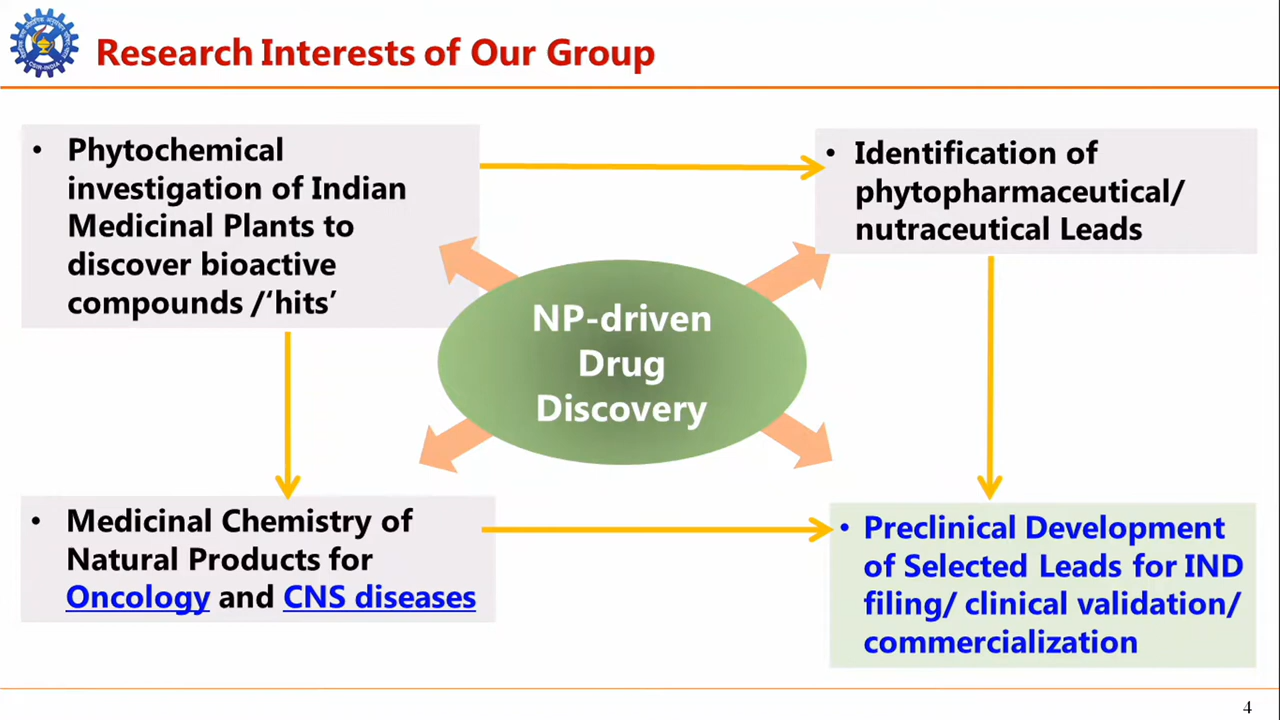 Research Interests of Our Group
• Phytochemical
investigation of Indian
Medicinal Plants to
discover bioactive
compounds /‘hits’
• Identification of
phytopharmaceutical/
nutraceutical Leads
NP-driven
Drug
Discovery
• Medicinal Chemistry of
Natural Products for
Oncology and CNS diseases
• Preclinical Development
of Selected Leads for IND
filing/ clinical validation/
commercialization
4